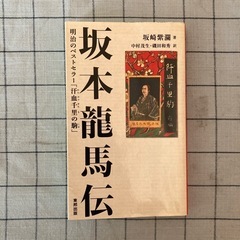 坂崎紫瀾 著
中村茂生・磯田和秀 訳
坂本龍馬伝
明治のベストセラー「汗血千里の駒」
汗血千里駒